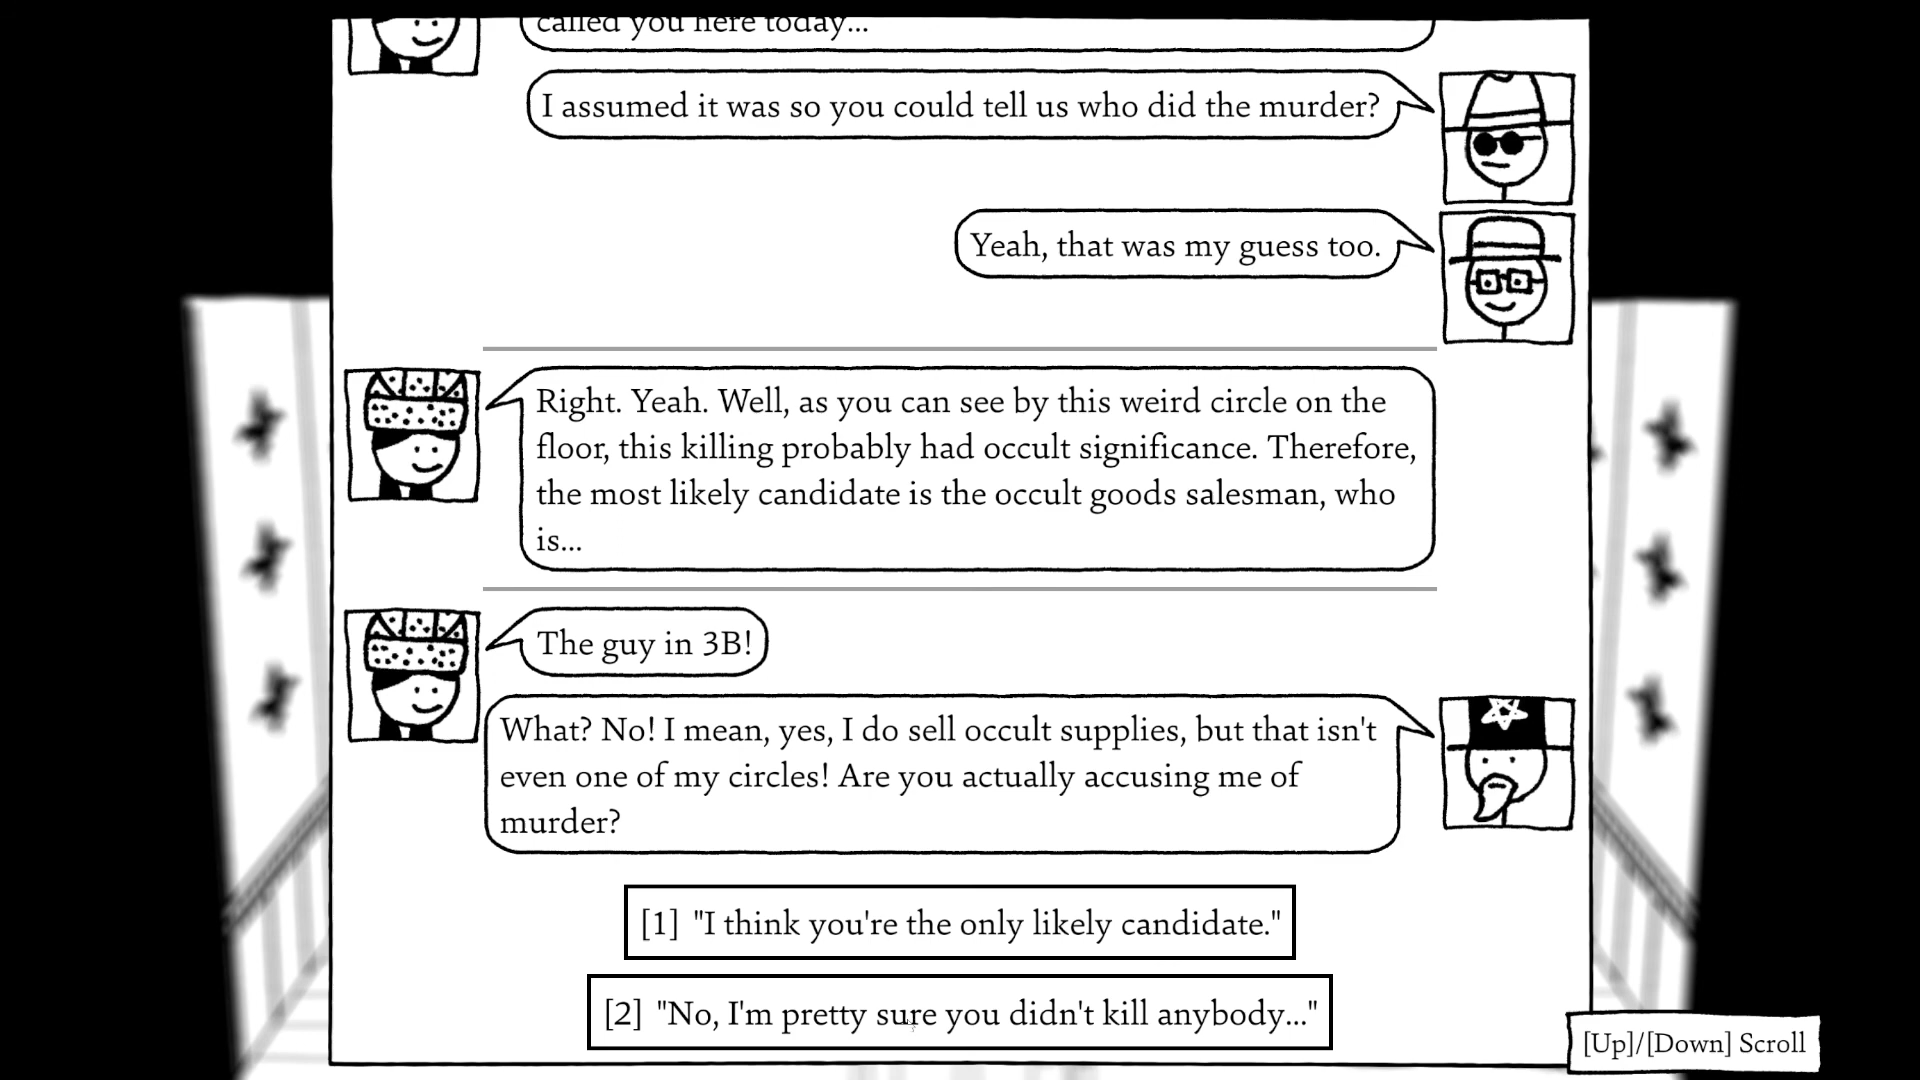 called you here today...
I assumed it was so you could tell us who did the murder?
Yeah, that was my guess too.
Right. Yeah. Well, as you can see by this weird circle on the
floor, this killing probably had occult significance. Therefore,
the most likely candidate is the occult goods salesman, who
is...
The guy in 3B!
What? No! I mean, yes, I do sell occult supplies, but that isn't
even one of my circles! Are you actually accusing me of
murder?
[1] "I think you're the only likely candidate."
[2] "No, I'm pretty sure you didn't kill anybody..."
[Up]/[Down] Scroll